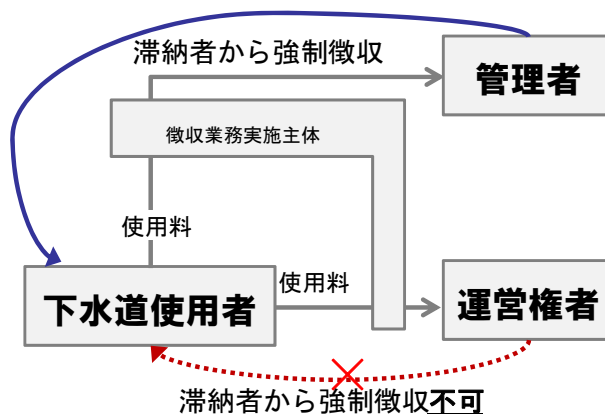 滞納者から強制徴収
管理者
徴収業務実施主体
使用料
使用料
下水道使用者
運営権者
滞納者から強制徴収不可